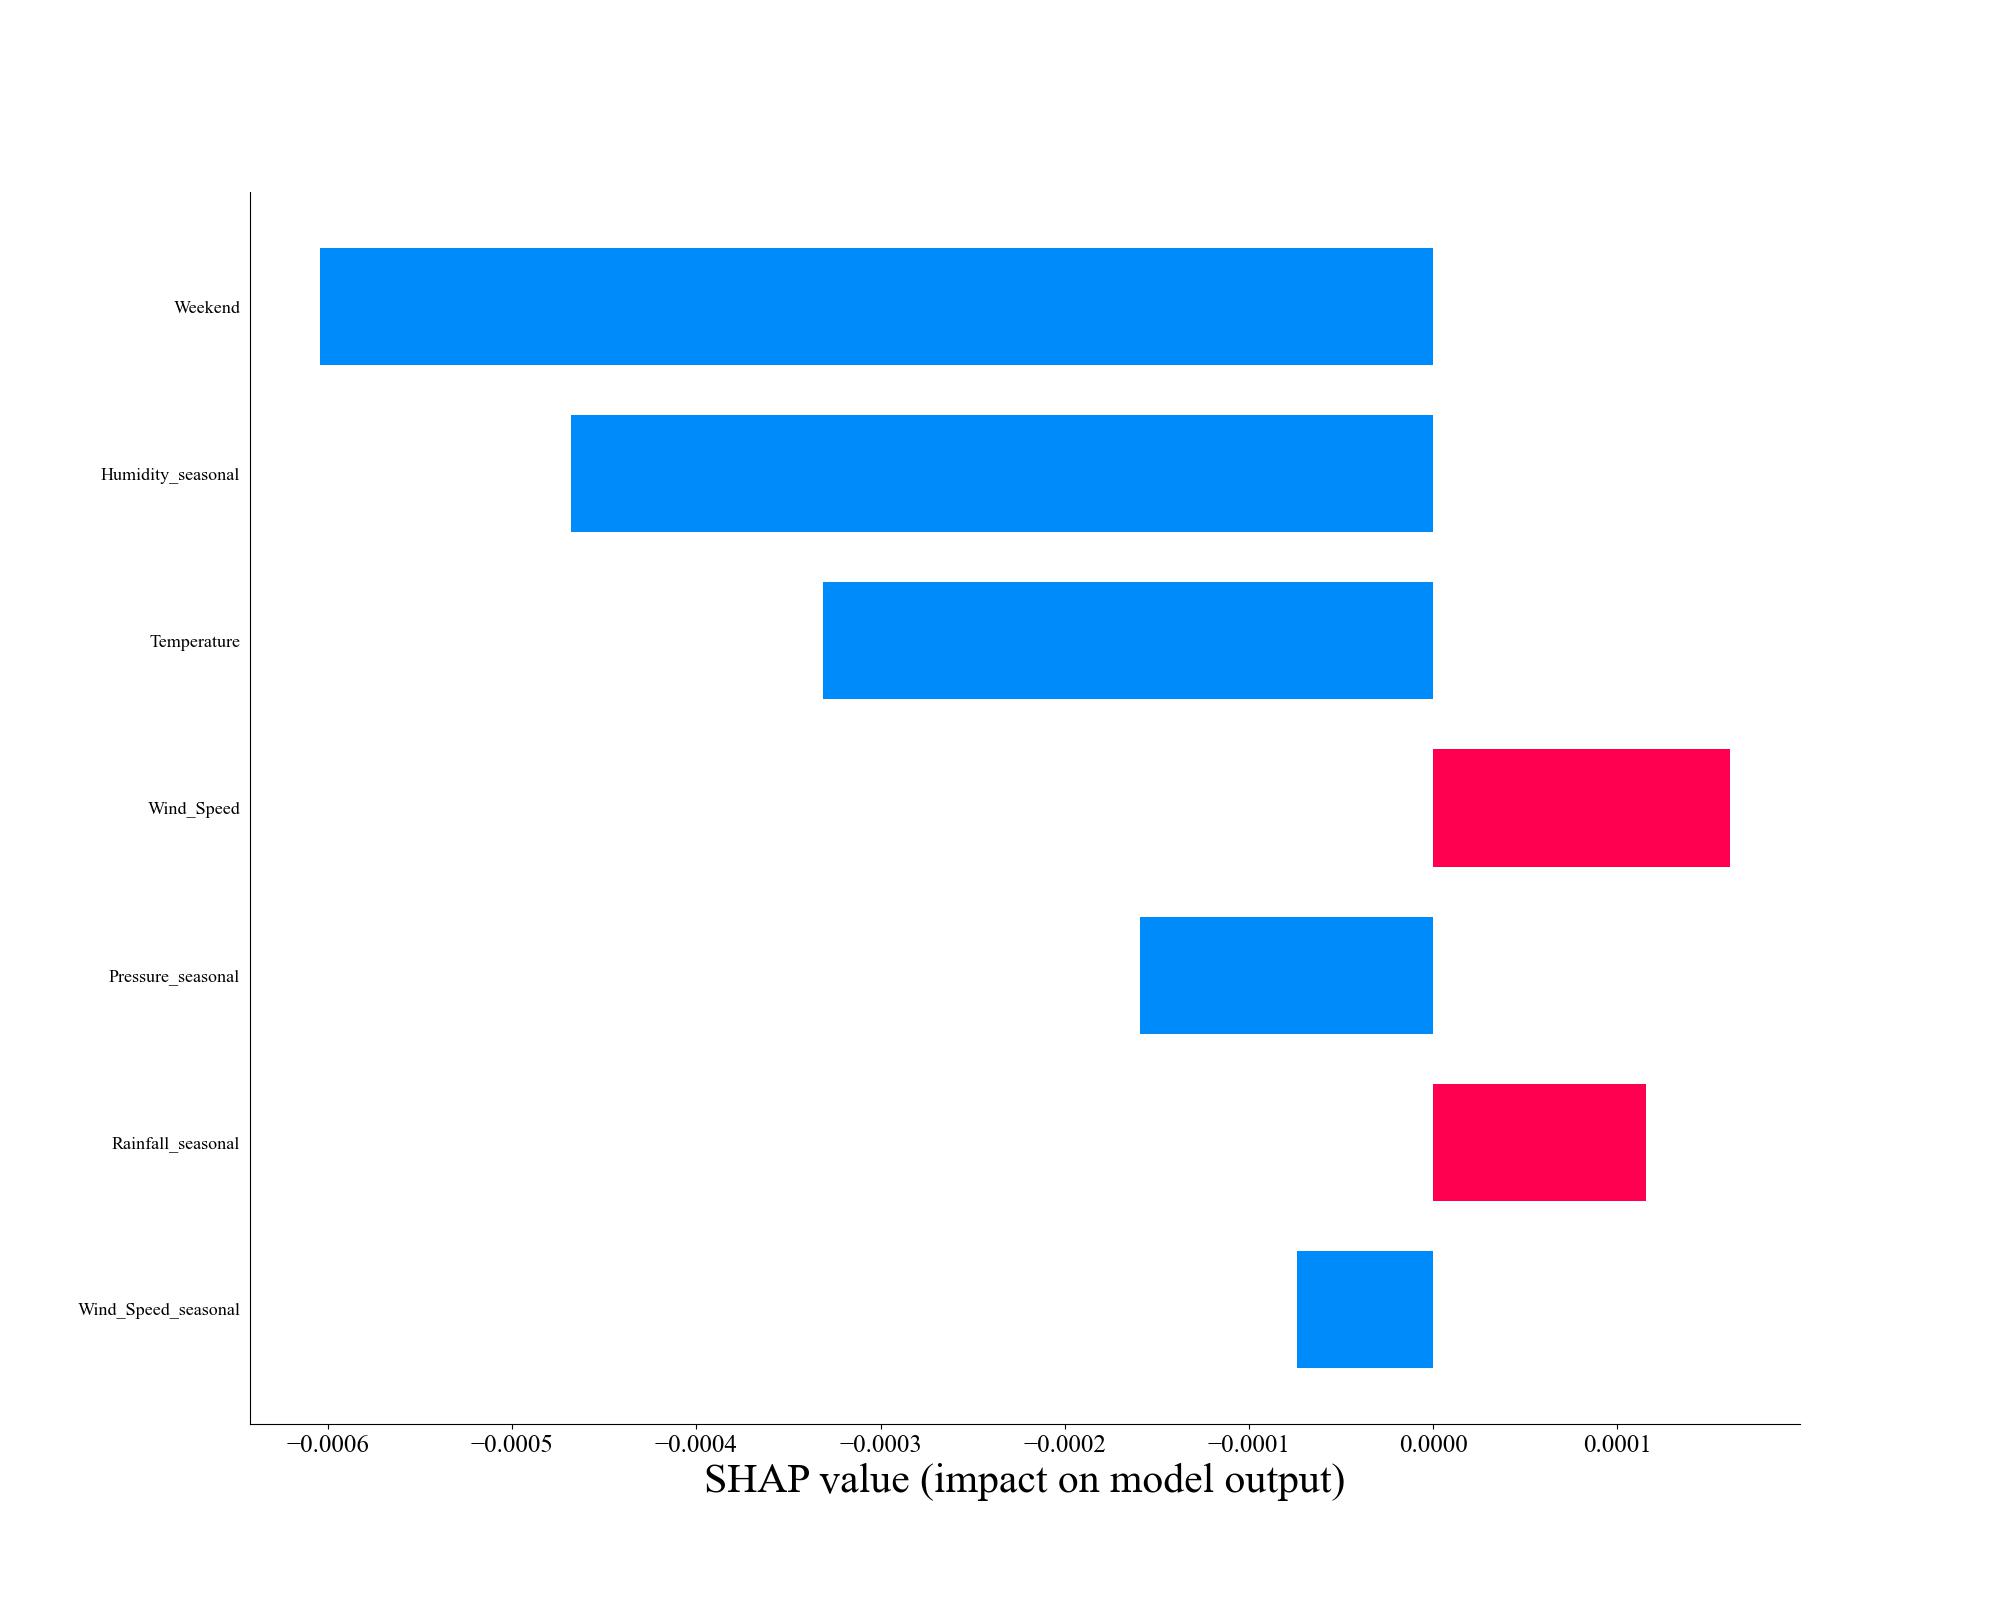 Weekend
Humidity_seasonal
Temperature
Wind_Speed
Pressure_seasonal
Rainfall_seasonal
Wind_Speed_seasonal
−0.0006 −0.0005 −0.0004 −0.0003 −0.0002 −0.0001 0.0000 0.0001
SHAP value (impact on model output)